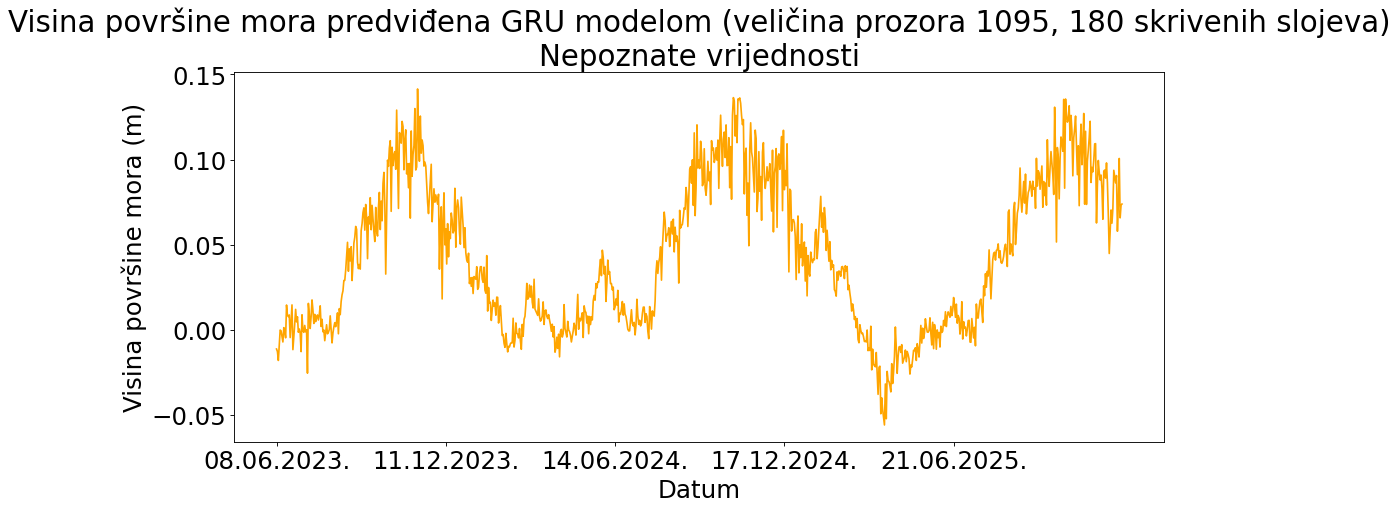 Visina površine mora predviđena GRU modelom (veličina prozora 1095, 180 skrivenih slojeva)
Nepoznate vrijednosti
Visina površine mora (m)
0.15
0.10
0.05
0.00
−0.05
08.06.2023.
11.12.2023.
14.06.2024.
17.12.2024.
21.06.2025.
Datum